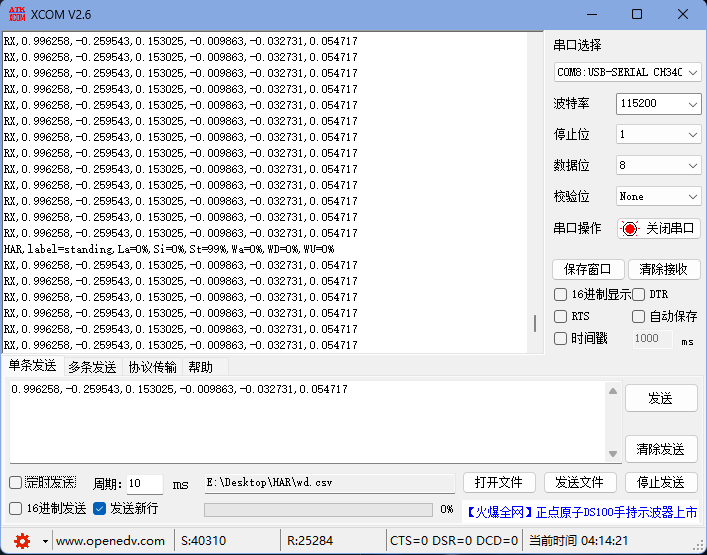 ATK XCOM XCOM V2.6
RX,0.996258,-0.259543,0.153025,-0.009863,-0.032731,0.054717
RX,0.996258,-0.259543,0.153025,-0.009863,-0.032731,0.054717
RX,0.996258,-0.259543,0.153025,-0.009863,-0.032731,0.054717
RX,0.996258,-0.259543,0.153025,-0.009863,-0.032731,0.054717
RX,0.996258,-0.259543,0.153025,-0.009863,-0.032731,0.054717
RX,0.996258,-0.259543,0.153025,-0.009863,-0.032731,0.054717
RX,0.996258,-0.259543,0.153025,-0.009863,-0.032731,0.054717
RX,0.996258,-0.259543,0.153025,-0.009863,-0.032731,0.054717
RX,0.996258,-0.259543,0.153025,-0.009863,-0.032731,0.054717
RX,0.996258,-0.259543,0.153025,-0.009863,-0.032731,0.054717
RX,0.996258,-0.259543,0.153025,-0.009863,-0.032731,0.054717
RX,0.996258,-0.259543,0.153025,-0.009863,-0.032731,0.054717
RX,0.996258,-0.259543,0.153025,-0.009863,-0.032731,0.054717
HAR,label=standing,La=0%,Si=0%,St=99%,Wa=0%,WD=0%,WU=0%
RX,0.996258,-0.259543,0.153025,-0.009863,-0.032731,0.054717
RX,0.996258,-0.259543,0.153025,-0.009863,-0.032731,0.054717
RX,0.996258,-0.259543,0.153025,-0.009863,-0.032731,0.054717
RX,0.996258,-0.259543,0.153025,-0.009863,-0.032731,0.054717
RX,0.996258,-0.259543,0.153025,-0.009863,-0.032731,0.054717
RX,0.996258,-0.259543,0.153025,-0.009863,-0.032731,0.054717
串口选择
COM8:USB-SERIAL CH340
波特率 115200
停止位 1
数据位 8
校验位 None
串口操作 关闭串口
保存窗口 清除接收
16进制显示 DTR
RTS 自动保存
时间戳 1000 ms
单条发送 多条发送 协议传输 帮助
0.996258,-0.259543,0.153025,-0.009863,-0.032731,0.054717
发送
清除发送
定时发送 周期: 10 ms E:\Desktop\HAR\wd.csv 打开文件 发送文件 停止发送
16进制发送 发送新行 0% 【火爆全网】正点原子DS100手持示波器上市
www.openedv.com S:40310 R:25284 CTS=0 DSR=0 DCD=0 当前时间 04:14:21